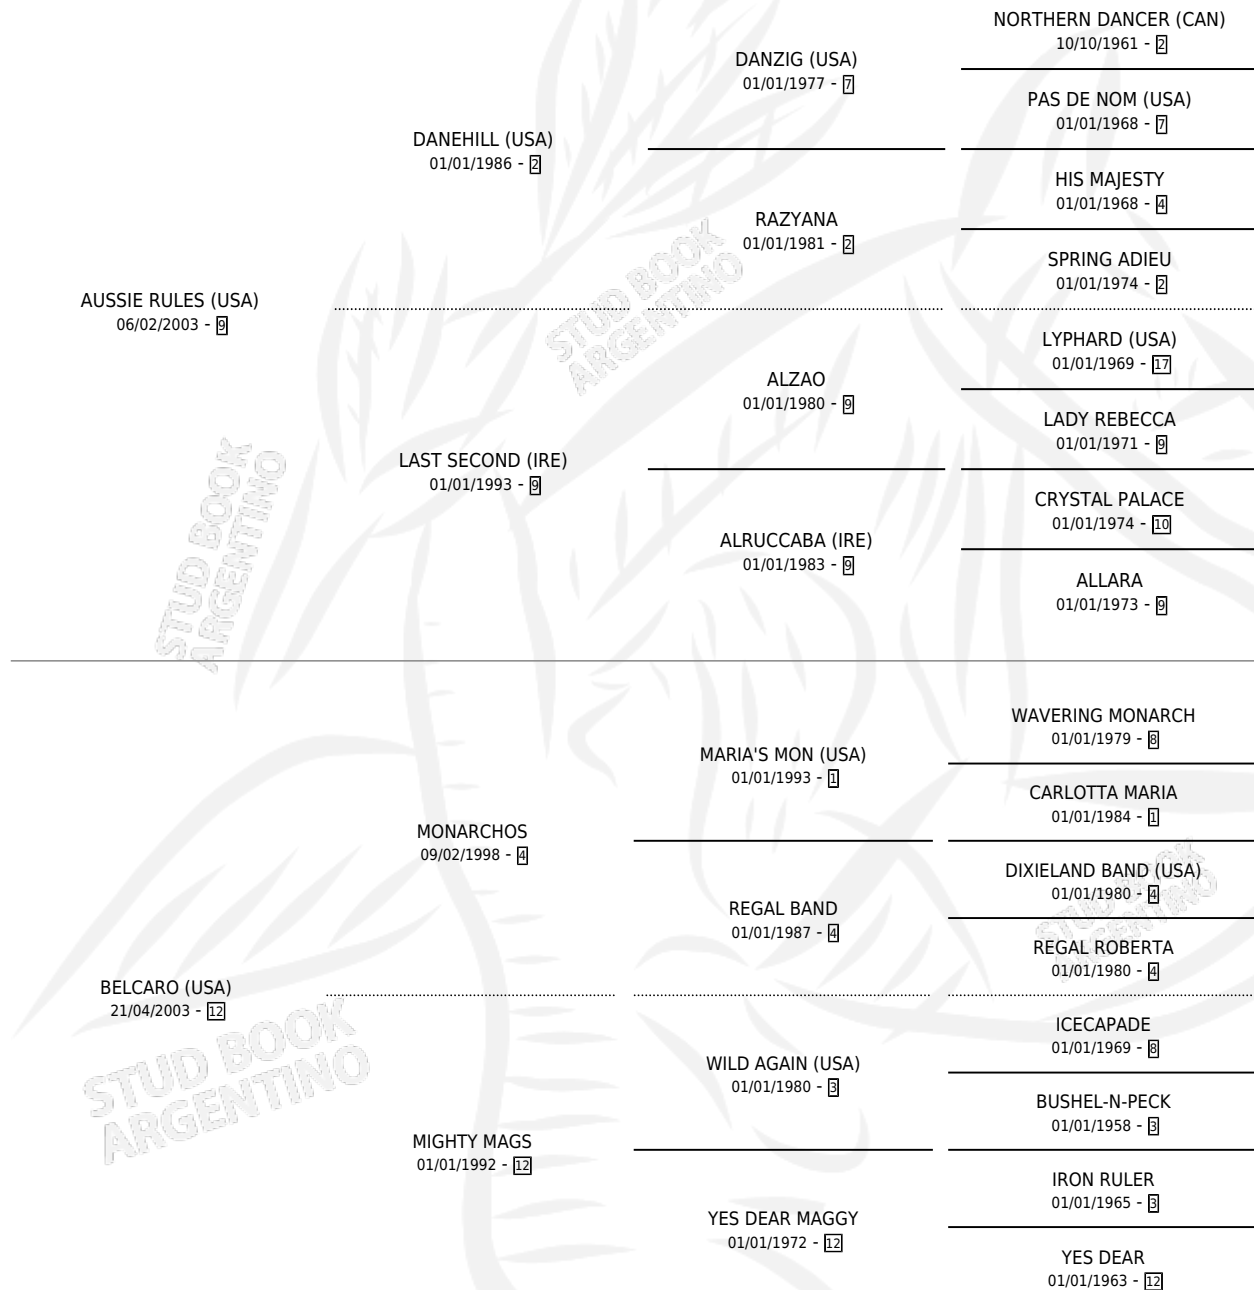 NORTHERN DANCER (CAN)
10/10/1961 - 2
DANZIG (USA)
01/01/1977 - 7
PAS DE NOM (USA)
01/01/1968 - 7
DANEHILL (USA)
01/01/1986 - 2
HIS MAJESTY
01/01/1968 - 4
RAZYANA
01/01/1981 - 2
SPRING ADIEU
01/01/1974 - 2
AUSSIE RULES (USA)
06/02/2003 - 9
LYPHARD (USA)
01/01/1969 - 17
ALZAO
01/01/1980 - 9
LADY REBECCA
01/01/1971 - 9
LAST SECOND (IRE)
01/01/1993 - 9
CRYSTAL PALACE
01/01/1974 - 10
ALRUCCABA (IRE)
01/01/1983 - 9
ALLARA
01/01/1973 - 9
WAVERING MONARCH
01/01/1979 - 8
MARIA'S MON (USA)
01/01/1993 - 1
CARLOTTA MARIA
01/01/1984 - 1
MONARCHOS
09/02/1998 - 4
DIXIELAND BAND (USA)
01/01/1980 - 4
REGAL BAND
01/01/1987 - 4
REGAL ROBERTA
01/01/1980 - 4
BELCARO (USA)
21/04/2003 - 12
ICECAPADE
01/01/1969 - 8
WILD AGAIN (USA)
01/01/1980 - 3
BUSHEL-N-PECK
01/01/1958 - 3
MIGHTY MAGS
01/01/1992 - 12
IRON RULER
01/01/1965 - 3
YES DEAR MAGGY
01/01/1972 - 12
YES DEAR
01/01/1963 - 12
STUD BOOK
ARGENTINO
STUD BOOK
ARGENTINO
STUD BOOK
ARGENTINO
STUD BOOK
ARGENTINO